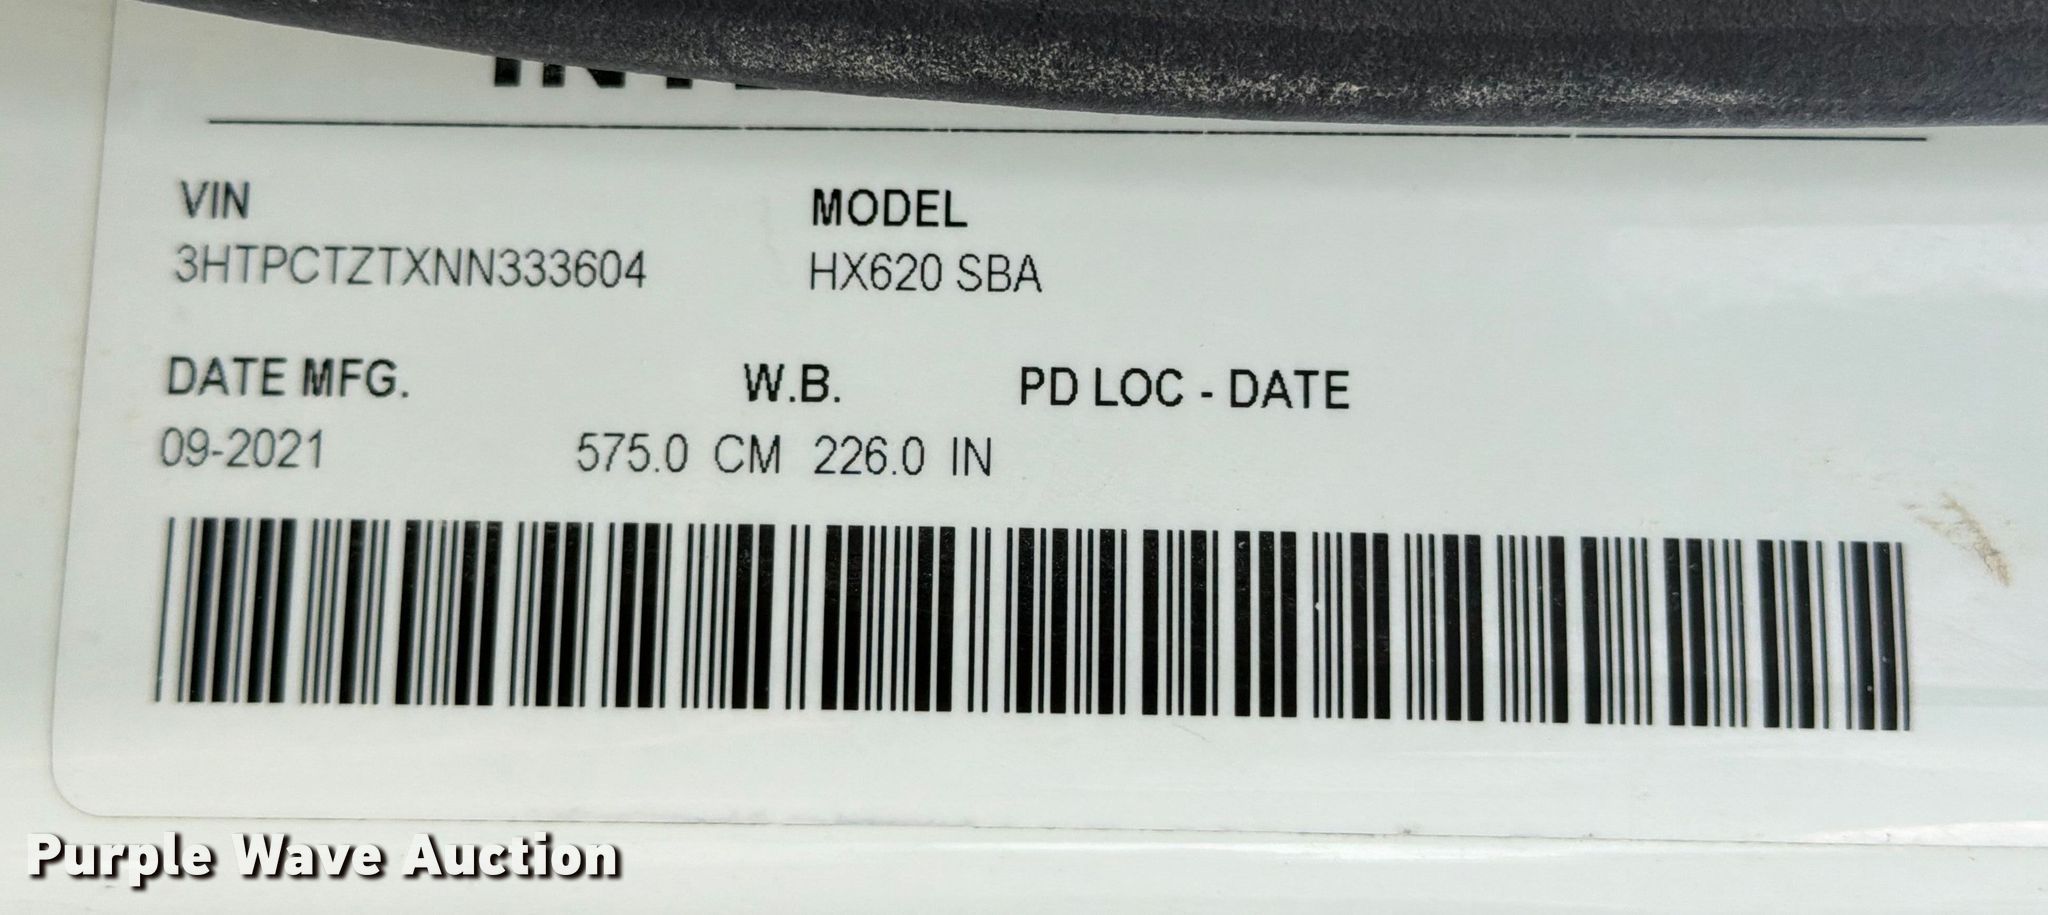 VIN MODEL
3HTPCTZTXNN333604 HX620 SBA
DATE MFG. W.B. PD LOC - DATE
09-2021 575.0 CM 226.0 IN
Purple Wave Auction